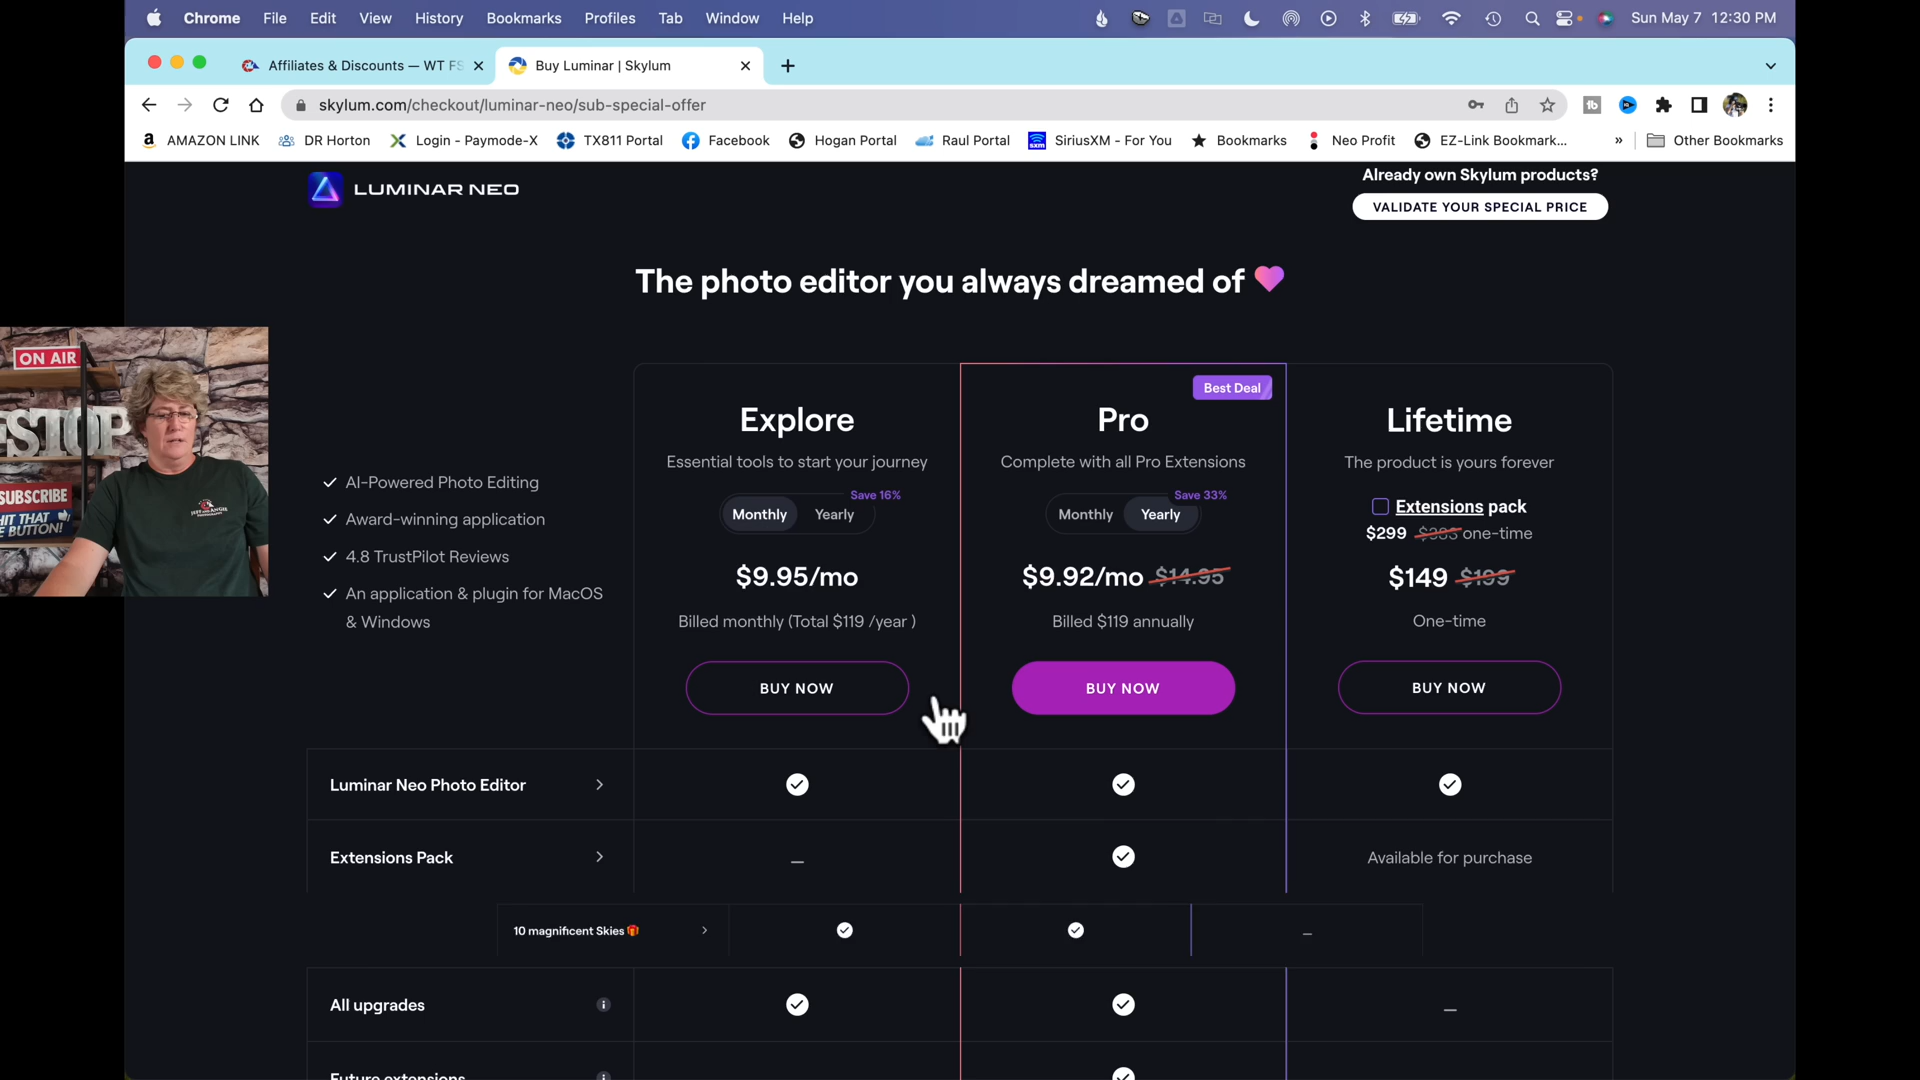 Chrome File Edit View History Bookmarks Profiles Tab Window Help
Sun May 7 12:30 PM
Affiliates & Discounts — WT FS
Buy Luminar | Skylum
skylum.com/checkout/luminar-neo/sub-special-offer
AMAZON LINK DR Horton Login - Paymode-X TX811 Portal Facebook Hogan Portal Raul Portal SiriusXM - For You Bookmarks Neo Profit EZ-Link Bookmark... » Other Bookmarks
LUMINAR NEO
Already own Skylum products?
VALIDATE YOUR SPECIAL PRICE
The photo editor you always dreamed of
ON AIR
STOP
SUBSCRIBE
HIT THAT
BUTTON!
JEFF AND ANGIE
AI-Powered Photo Editing
Award-winning application
4.8 TrustPilot Reviews
An application & plugin for MacOS
& Windows
Explore
Essential tools to start your journey
Save 16%
Monthly Yearly
$9.95/mo
Billed monthly (Total $119 /year )
BUY NOW
Best Deal
Pro
Complete with all Pro Extensions
Save 33%
Monthly Yearly
$9.92/mo $14.95
Billed $119 annually
BUY NOW
Lifetime
The product is yours forever
Extensions pack
$299 one-time
$149 $199
One-time
BUY NOW
Luminar Neo Photo Editor
Extensions Pack – Available for purchase
10 magnificent Skies –
All upgrades –
Future extensions